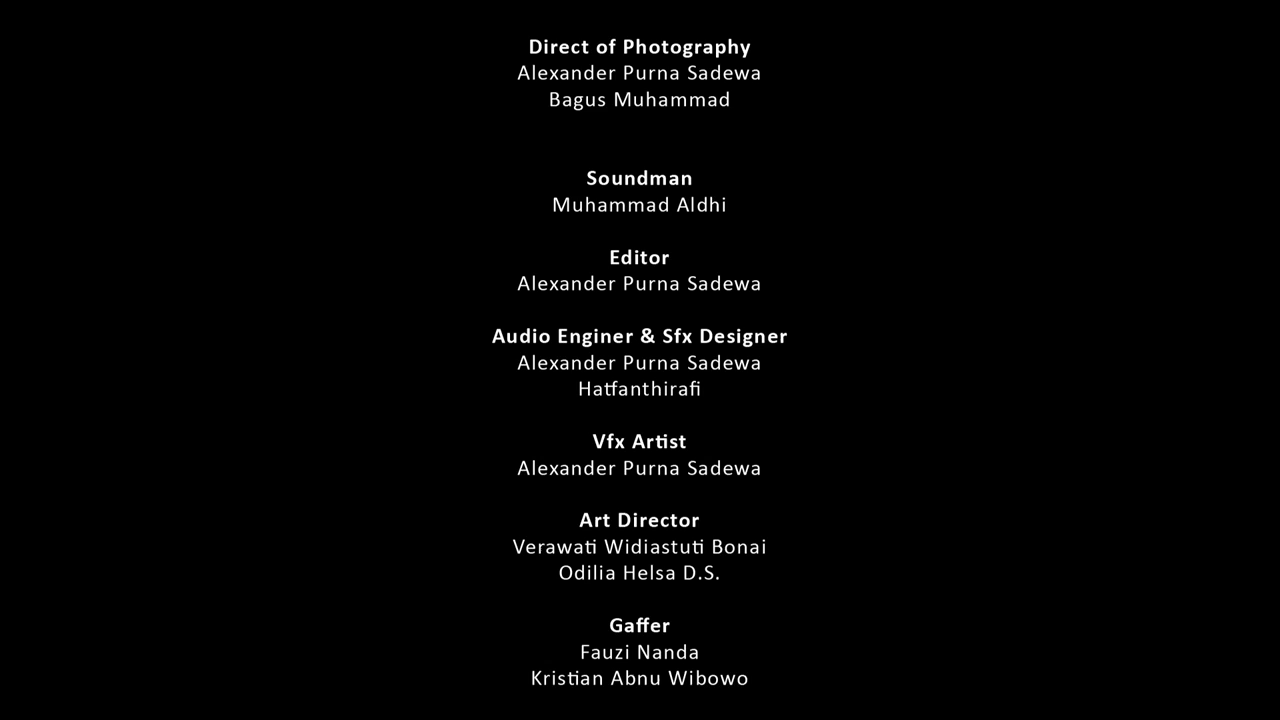 Direct of Photography
Alexander Purna Sadewa
Bagus Muhammad
Soundman
Muhammad Aldhi
Editor
Alexander Purna Sadewa
Audio Enginer & Sfx Designer
Alexander Purna Sadewa
Hatfanthirafi
Vfx Artist
Alexander Purna Sadewa
Art Director
Verawati Widiastuti Bonai
Odilia Helsa D.S.
Gaffer
Fauzi Nanda
Kristian Abnu Wibowo